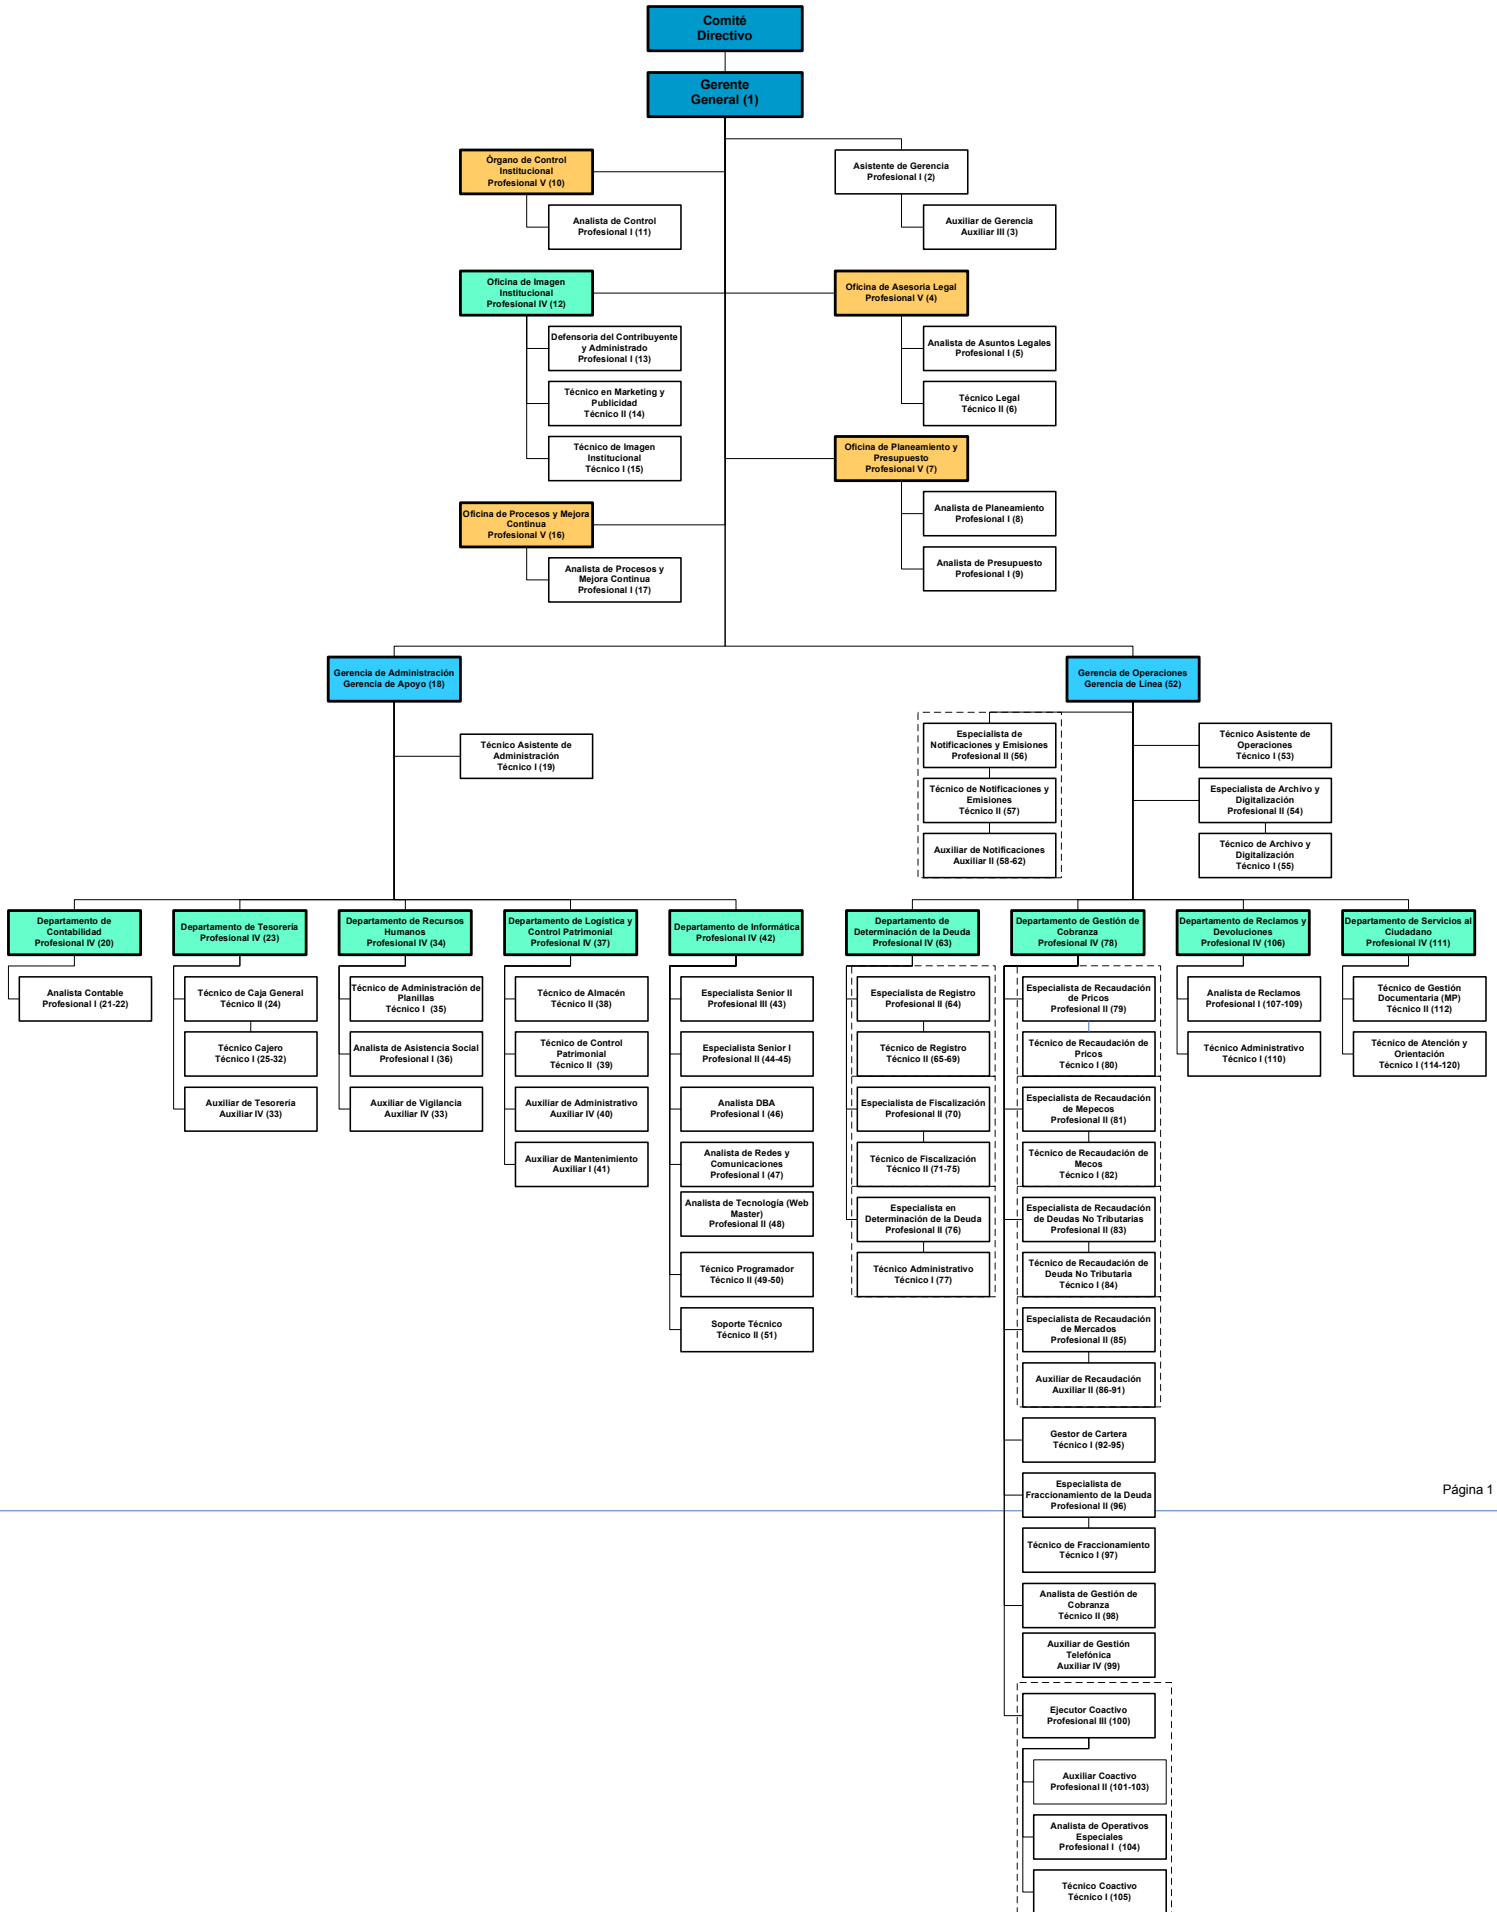 Comité
Directivo
Gerente
General (1)
Órgano de Control
Institucional
Profesional V (10)
Asistente de Gerencia
Profesional I (2)
Analista de Control
Profesional I (11)
Auxiliar de Gerencia
Auxiliar III (3)
Oficina de Imagen
Institucional
Profesional IV (12)
Oficina de Asesoría Legal
Profesional V (4)
Defensoria del Contribuyente
y Administrado
Profesional I (13)
Analista de Asuntos Legales
Profesional I (5)
Técnico en Marketing y
Publicidad
Técnico II (14)
Técnico Legal
Técnico II (6)
Técnico de Imagen
Institucional
Técnico I (15)
Oficina de Planeamiento y
Presupuesto
Profesional V (7)
Oficina de Procesos y Mejora
Continua
Profesional V (16)
Analista de Planeamiento
Profesional I (8)
Analista de Procesos y
Mejora Continua
Profesional I (17)
Analista de Presupuesto
Profesional I (9)
Gerencia de Administración
Gerencia de Apoyo (18)
Gerencia de Operaciones
Gerencia de Línea (52)
Técnico Asistente de
Administración
Técnico I (19)
Especialista de
Notificaciones y Emisiones
Profesional II (56)
Técnico de Notificaciones y
Emisiones
Técnico II (57)
Auxiliar de Notificaciones
Auxiliar II (58-62)
Técnico Asistente de
Operaciones
Técnico I (53)
Especialista de Archivo y
Digitalización
Profesional II (54)
Técnico de Archivo y
Digitalización
Técnico I (55)
Departamento de
Contabilidad
Profesional IV (20)
Analista Contable
Profesional I (21-22)
Departamento de Tesorería
Profesional IV (23)
Técnico de Caja General
Técnico II (24)
Técnico Cajero
Técnico I (25-32)
Auxiliar de Tesorería
Auxiliar IV (33)
Departamento de Recursos
Humanos
Profesional IV (34)
Técnico de Administración de
Planillas
Técnico I (35)
Analista de Asistencia Social
Profesional I (36)
Auxiliar de Vigilancia
Auxiliar IV (33)
Departamento de Logística y
Control Patrimonial
Profesional IV (37)
Técnico de Almacén
Técnico II (38)
Técnico de Control
Patrimonial
Técnico II (39)
Auxiliar de Administrativo
Auxiliar IV (40)
Auxiliar de Mantenimiento
Auxiliar I (41)
Departamento de Informática
Profesional IV (42)
Especialista Senior II
Profesional III (43)
Especialista Senior I
Profesional II (44-45)
Analista DBA
Profesional I (46)
Analista de Redes y
Comunicaciones
Profesional I (47)
Analista de Tecnología (Web
Master)
Profesional II (48)
Técnico Programador
Técnico II (49-50)
Soporte Técnico
Técnico II (51)
Departamento de
Determinación de la Deuda
Profesional IV (63)
Especialista de Registro
Profesional II (64)
Técnico de Registro
Técnico II (65-69)
Especialista de Fiscalización
Profesional II (70)
Técnico de Fiscalización
Técnico II (71-75)
Especialista en
Determinación de la Deuda
Profesional II (76)
Técnico Administrativo
Técnico I (77)
Departamento de Gestión de
Cobranza
Profesional IV (78)
Especialista de Recaudación
de Pricos
Profesional II (79)
Técnico de Recaudación de
Pricos
Técnico I (80)
Especialista de Recaudación
de Mepecos
Profesional II (81)
Técnico de Recaudación de
Mecos
Técnico I (82)
Especialista de Recaudación
de Deudas No Tributarias
Profesional II (83)
Técnico de Recaudación de
Deuda No Tributaria
Técnico I (84)
Especialista de Recaudación
de Mercados
Profesional II (85)
Auxiliar de Recaudación
Auxiliar II (86-91)
Gestor de Cartera
Técnico I (92-95)
Especialista de
Fraccionamiento de la Deuda
Profesional II (96)
Técnico de Fraccionamiento
Técnico I (97)
Analista de Gestión de
Cobranza
Técnico II (98)
Auxiliar de Gestión
Telefónica
Auxiliar IV (99)
Ejecutor Coactivo
Profesional III (100)
Auxiliar Coactivo
Profesional II (101-103)
Analista de Operativos
Especiales
Profesional I (104)
Técnico Coactivo
Técnico I (105)
Departamento de Reclamos y
Devoluciones
Profesional IV (106)
Analista de Reclamos
Profesional I (107-109)
Técnico Administrativo
Técnico I (110)
Departamento de Servicios al
Ciudadano
Profesional IV (111)
Técnico de Gestión
Documentaria (MP)
Técnico II (112)
Técnico de Atención y
Orientación
Técnico I (114-120)
Página 1